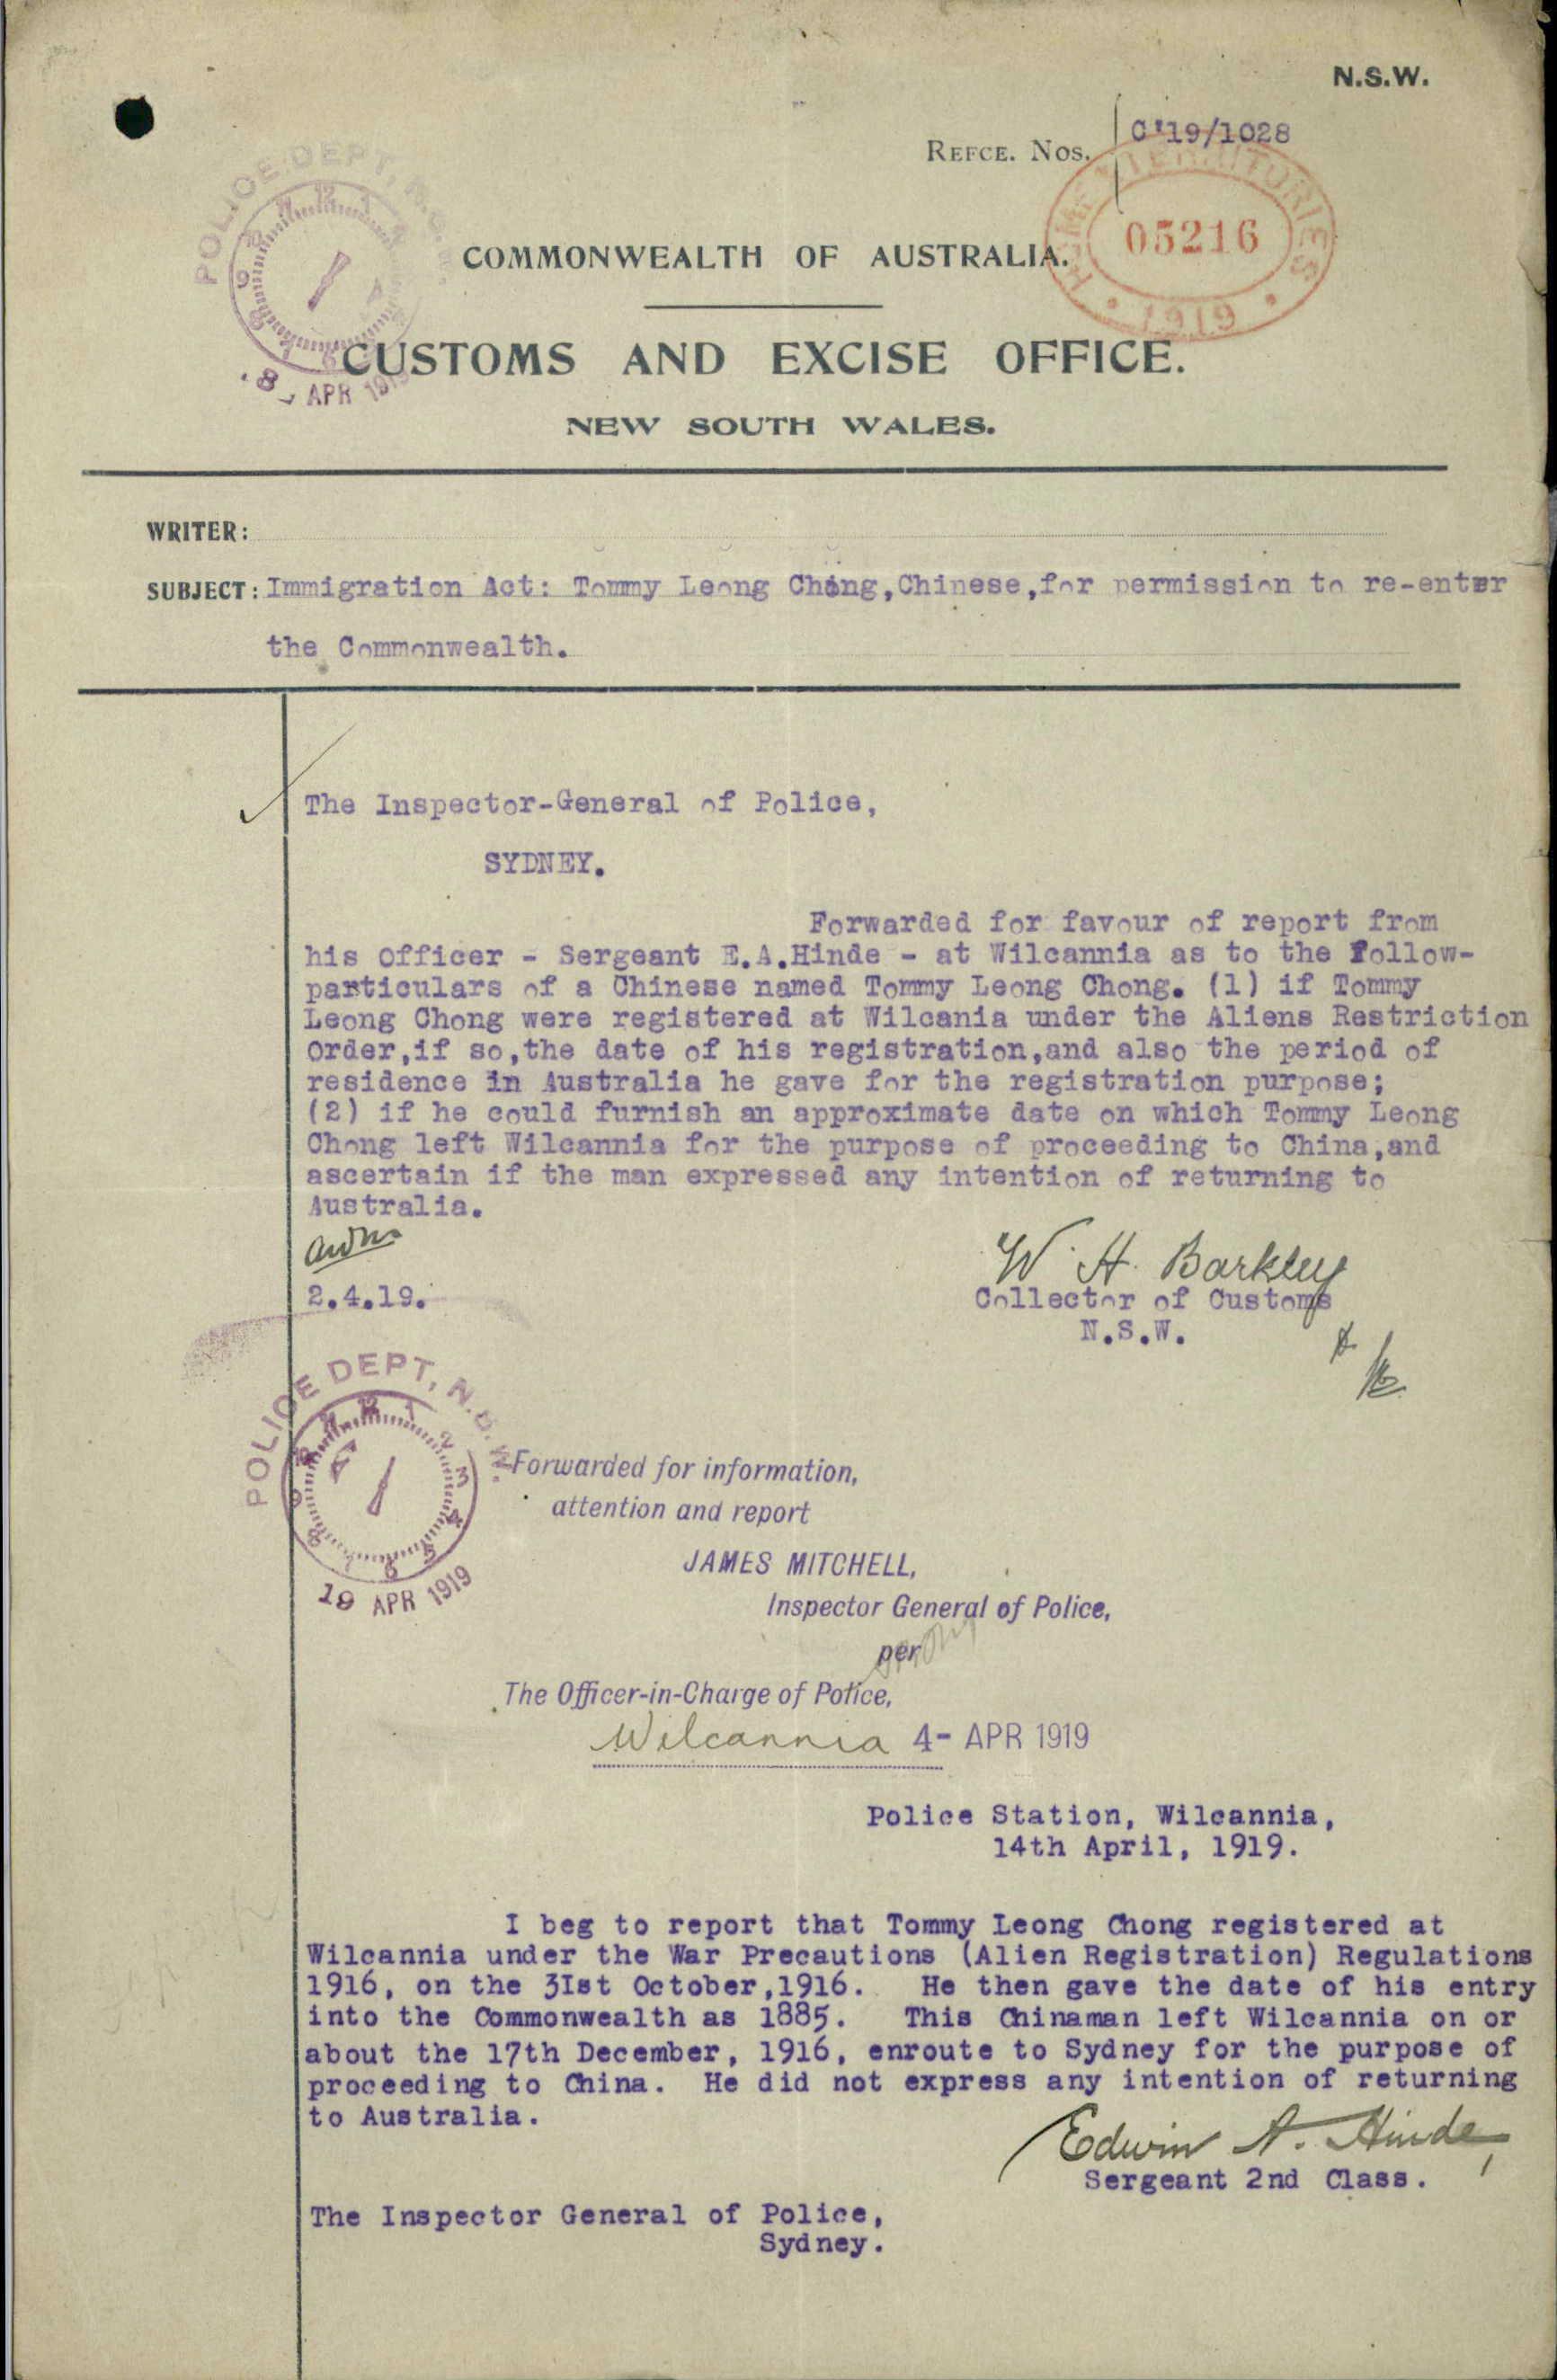 N.S.W.
REFCE. NOS. C'19/1028
POLICE DEPT, N.S.W.
8 - APR 1919
HOME & TERRITORIES
05216
1919
COMMONWEALTH OF AUSTRALIA.
CUSTOMS AND EXCISE OFFICE.
NEW SOUTH WALES.
WRITER:
SUBJECT: Immigration Act: Tommy Leong Chong, Chinese, for permission to re-enter
the Commonwealth.
The Inspector-General of Police,
SYDNEY.
Forwarded for favour of report from
his officer - Sergeant E.A.Hinde - at Wilcannia as to the Follow-
particulars of a Chinese named Tommy Leong Chong. (1) if Tommy
Leong Chong were registered at Wilcania under the Aliens Restriction
Order,if so,the date of his registration,and also the period of
residence in Australia he gave for the registration purpose;
(2) if he could furnish an approximate date on which Tommy Leong
Chong left Wilcannia for the purpose of proceeding to China,and
ascertain if the man expressed any intention of returning to
Australia.
2.4.19.
W. H. Barkley
Collector of Customs
N.S.W.
POLICE DEPT, N.S.W.
19 APR 1919
Forwarded for information,
attention and report
JAMES MITCHELL,
Inspector General of Police,
per
The Officer-in-Charge of Police,
Wilcannia 4- APR 1919
Police Station, Wilcannia,
14th April, 1919.
I beg to report that Tommy Leong Chong registered at
Wilcannia under the War Precautions (Alien Registration) Regulations
1916, on the 3Ist October,1916. He then gave the date of his entry
into the Commonwealth as 1885. This Chinaman left Wilcannia on or
about the 17th December, 1916, enroute to Sydney for the purpose of
proceeding to China. He did not express any intention of returning
to Australia.
Edwin A. Hinde,
Sergeant 2nd Class.
The Inspector General of Police,
Sydney.